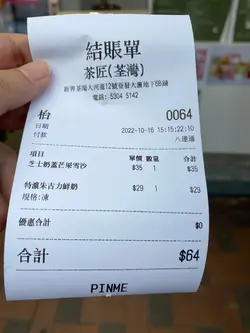 結賬單
茶匠(荃灣)
新界荃灣大河道12號登發大廈地下B8舖
電話: 5304 5142
枱 0064
日期 2022-10-16 15:15:22:10
付款 八達通
單價 數量 合計
芝士奶蓋芒果雪沙 $35 1 $35
特濃朱古力鮮奶 $29 1 $29
規格:凍
優惠合計 $0
合計 $64
PINME